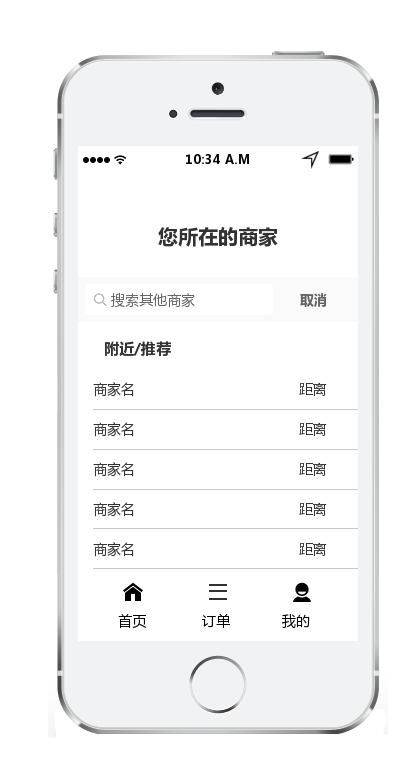 10:34 A.M
您所在的商家
搜索其他商家 取消
附近/推荐
商家名 距离
商家名 距离
商家名 距离
商家名 距离
商家名 距离
首页 订单 我的